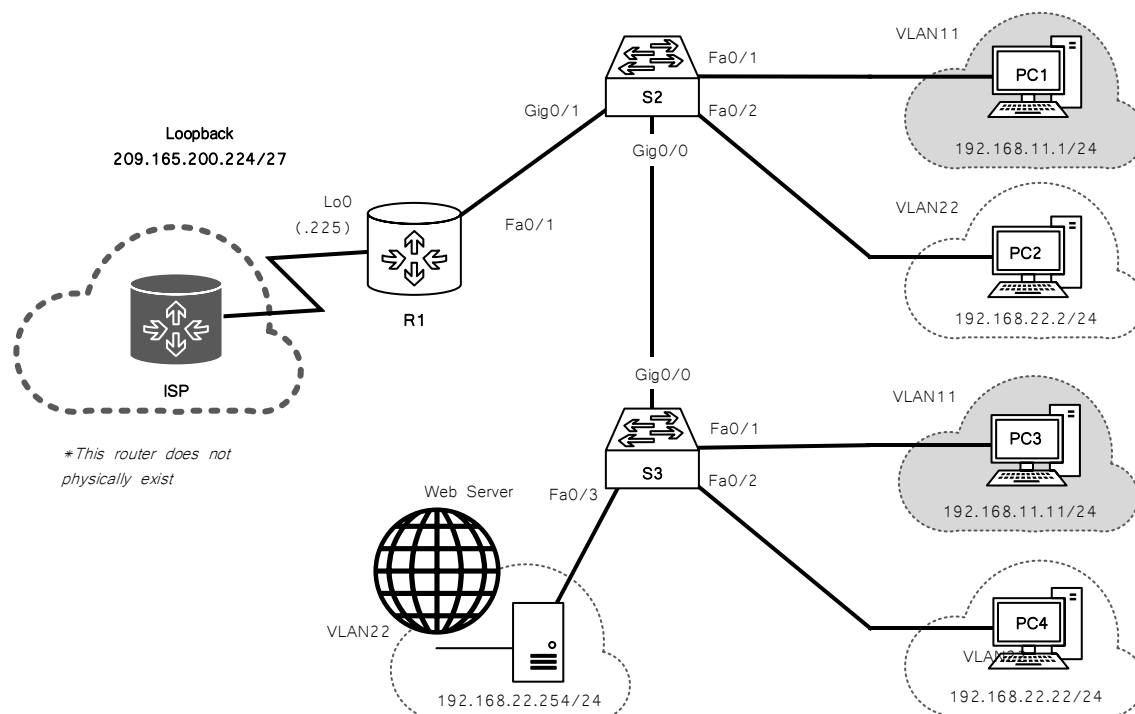 VLAN11
Fa0/1
PC1
S2
Gig0/1
Fa0/2
Loopback
192.168.11.1/24
209.165.200.224/27
Gig0/0
VLAN22
Lo0
(.225)
Fa0/1
PC2
192.168.22.2/24
R1
Gig0/0
ISP
VLAN11
Fa0/1
PC3
*This router does not
physically exist
S3
Fa0/2
Web Server
Fa0/3
192.168.11.11/24
PC4
VLAN22
192.168.22.254/24
192.168.22.22/24